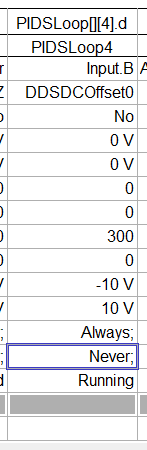 PIDSLoop[][4].d
PIDSLoop4
r Input.B A
Z DDSDCOffset0
o No
V 0 V
V 0 V
0 0
0 0
0 300
0 0
V -10 V
V 10 V
; Always;
; Never;
d Running